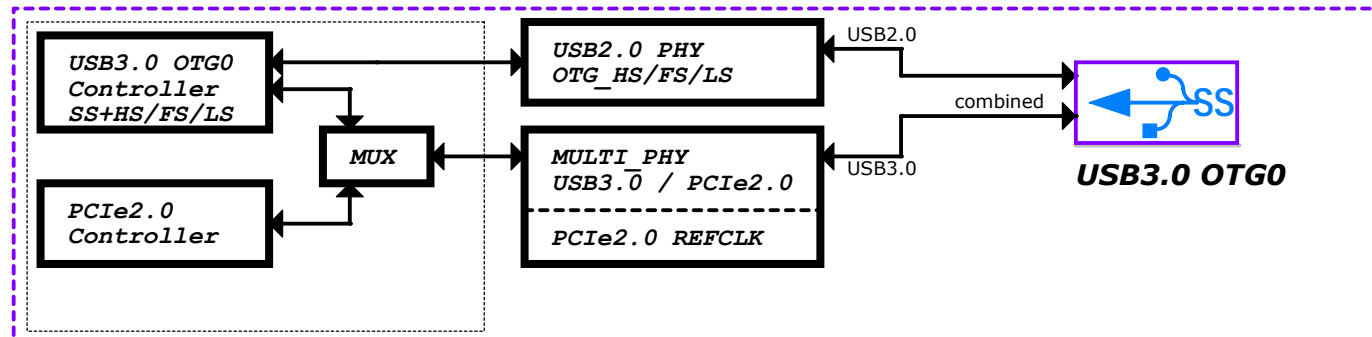 USB3.0 OTG0
Controller
SS+HS/FS/LS
USB2.0 PHY
OTG_HS/FS/LS
USB2.0
combined
SS
MUX
MULTI_PHY
USB3.0 / PCIe2.0
USB3.0
USB3.0 OTG0
PCIe2.0
Controller
PCIe2.0 REFCLK